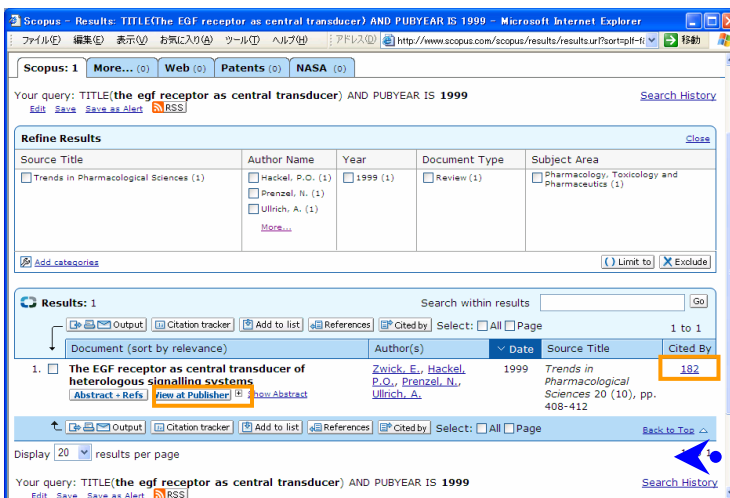 Scopus - Results: TITLE(The EGF receptor as central transducer) AND PUBYEAR IS 1999 - Microsoft Internet Explorer
ファイル(F) 編集(E) 表示(V) お気に入り(A) ツール(T) ヘルプ(H) アドレス(D) http://www.scopus.com/scopus/results/results.url?sort=plf-f 移動
Scopus: 1 More... (0) Web (0) Patents (0) NASA (0)
Your query: TITLE(the egf receptor as central transducer) AND PUBYEAR IS 1999 Search History
Edit Save Save as Alert RSS
Refine Results Close
Source Title Author Name Year Document Type Subject Area
Trends in Pharmacological Sciences (1) Hackel, P.O. (1) 1999 (1) Review (1) Pharmacology, Toxicology and
Pharmaceutics (1)
Prenzel, N. (1)
Ullrich, A. (1)
More...
Add categories Limit to Exclude
Results: 1 Search within results Go
Output Citation tracker Add to list References Cited by Select: All Page 1 to 1
Document (sort by relevance) Author(s) Date Source Title Cited By
1. The EGF receptor as central transducer of Zwick, E., Hackel, 1999 Trends in 182
heterologous signalling systems P.O., Prenzel, N., Pharmacological
Abstract + Refs View at Publisher Show Abstract Ullrich, A. Sciences 20 (10), pp.
408-412
Output Citation tracker Add to list References Cited by Select: All Page Back to Top
Display 20 results per page
Your query: TITLE(the egf receptor as central transducer) AND PUBYEAR IS 1999 Search History
Edit Save Save as Alert RSS